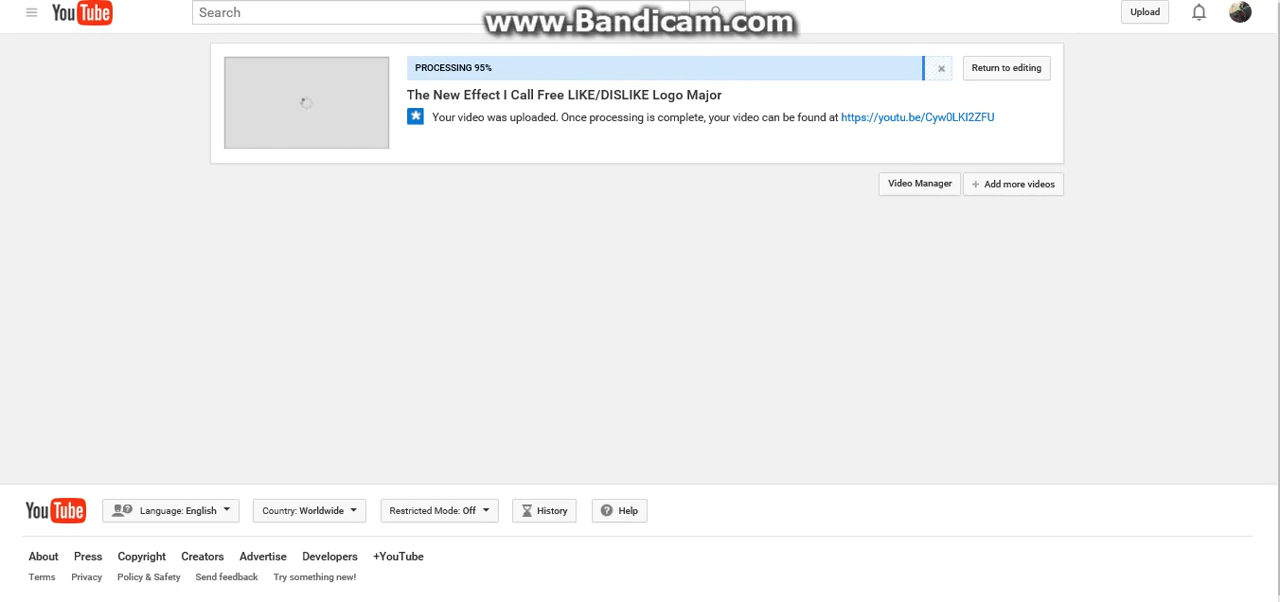 YouTube Search www.Bandicam.com Upload
PROCESSING 95% × Return to editing
The New Effect I Call Free LIKE/DISLIKE Logo Major
Your video was uploaded. Once processing is complete, your video can be found at https://youtu.be/Cyw0LKI2ZFU
Video Manager + Add more videos
YouTube Language: English Country: Worldwide Restricted Mode: Off History Help
About Press Copyright Creators Advertise Developers +YouTube
Terms Privacy Policy & Safety Send feedback Try something new!